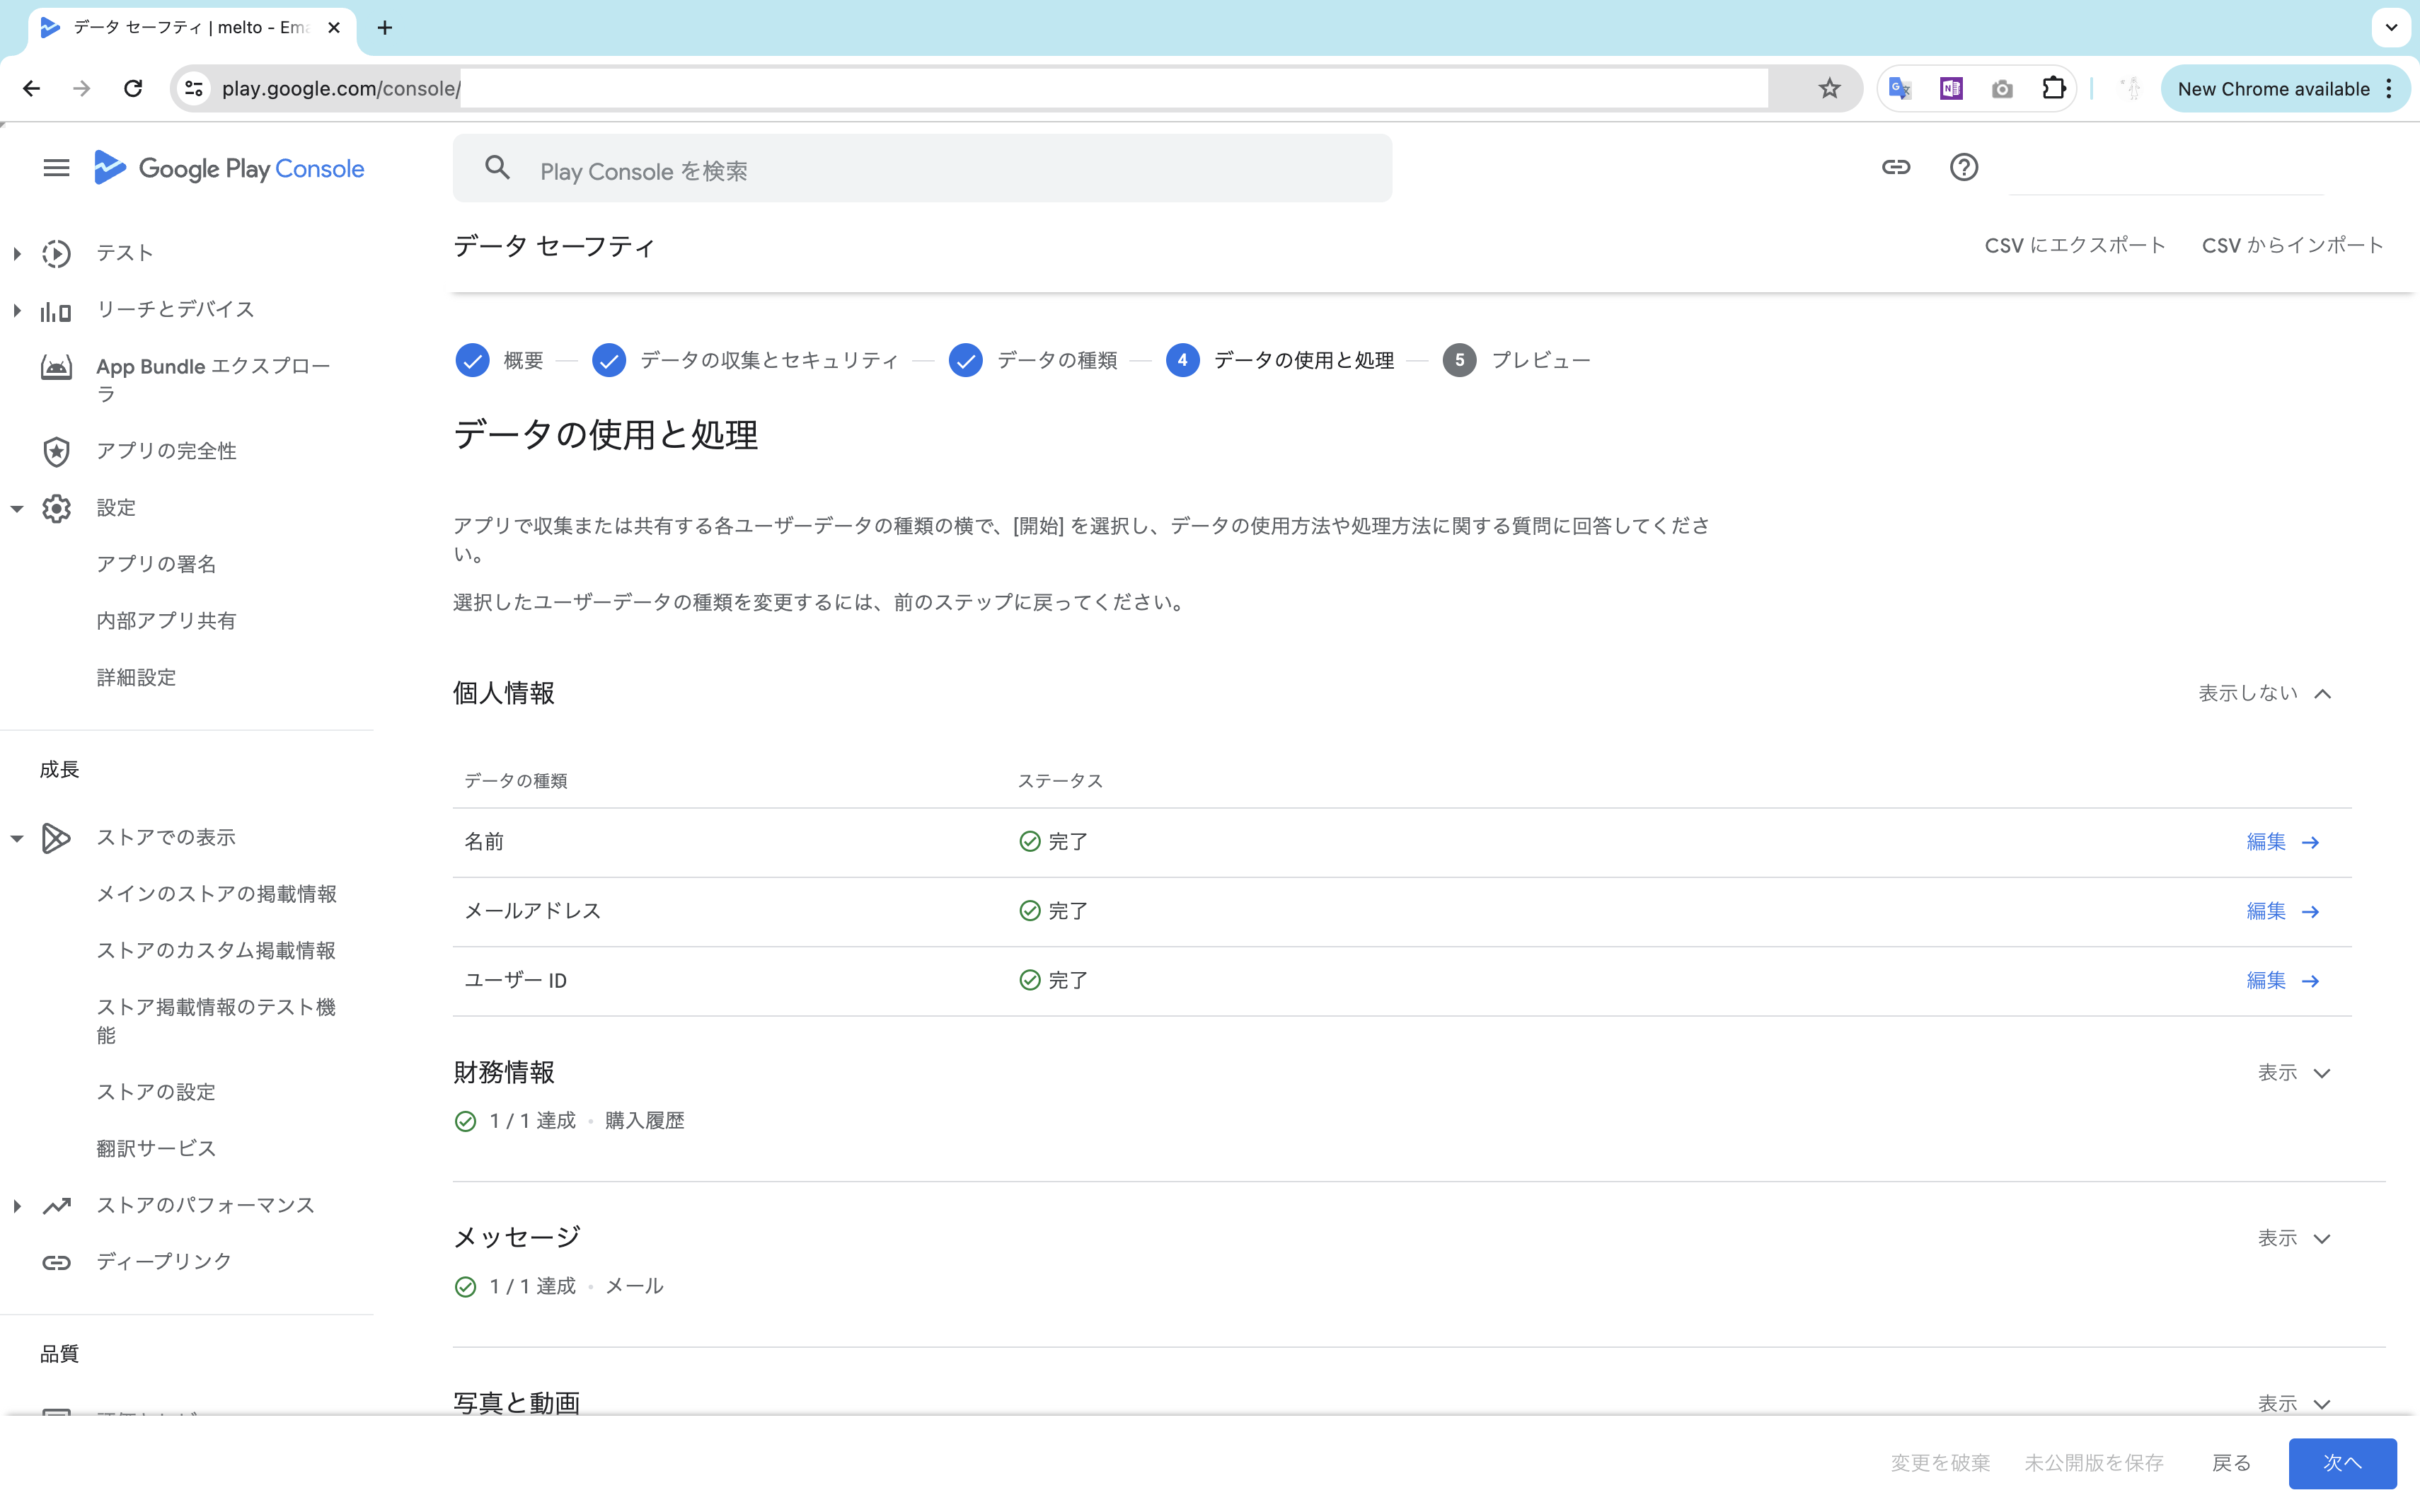 データ セーフティ | melto - Ema
play.google.com/console/
New Chrome available
Google Play Console
Play Console を検索
テスト
リーチとデバイス
App Bundle エクスプロー
ラ
アプリの完全性
設定
アプリの署名
内部アプリ共有
詳細設定
成長
ストアでの表示
メインのストアの掲載情報
ストアのカスタム掲載情報
ストア掲載情報のテスト機
能
ストアの設定
翻訳サービス
ストアのパフォーマンス
ディープリンク
品質
データ セーフティ
CSV にエクスポート
CSV からインポート
概要
データの収集とセキュリティ
データの種類
4 データの使用と処理
5 プレビュー
データの使用と処理
アプリで収集または共有する各ユーザーデータの種類の横で、[開始] を選択し、データの使用方法や処理方法に関する質問に回答してくださ
い。
選択したユーザーデータの種類を変更するには、前のステップに戻ってください。
個人情報
表示しない
データの種類 ステータス
名前 完了 編集
メールアドレス 完了 編集
ユーザー ID 完了 編集
財務情報
表示
1 / 1 達成 • 購入履歴
メッセージ
表示
1 / 1 達成 • メール
写真と動画
表示
変更を破棄 未公開版を保存 戻る 次へ